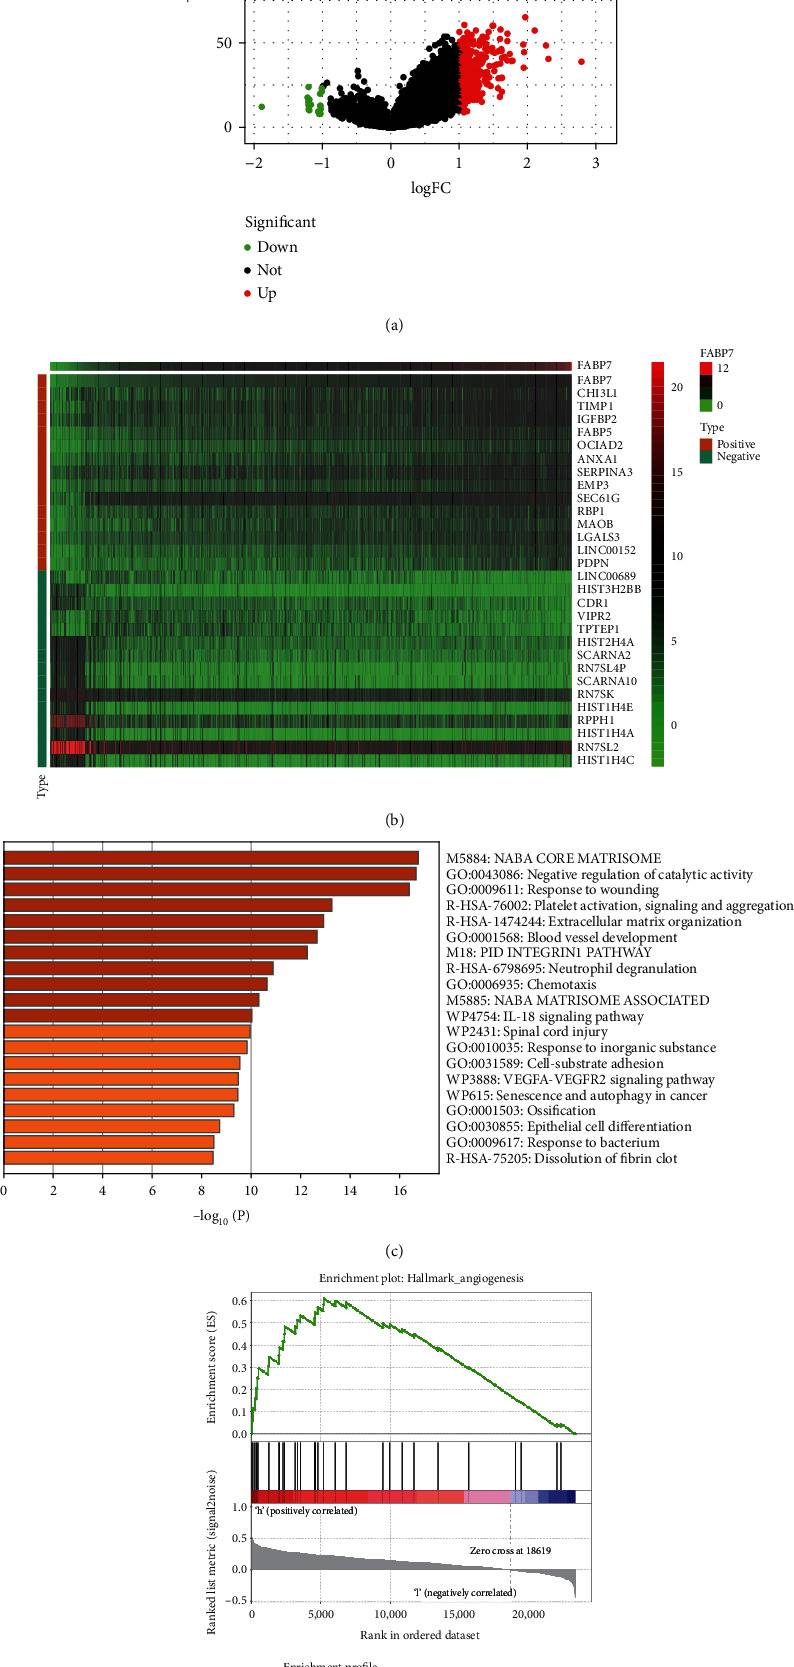 50
0
−2 −1 0 1 2 3
logFC
Significant
Down
Not
Up
(a)
FABP7
FABP7
CHI3L1
TIMP1
IGFBP2
FABP5
OCIAD2
ANXA1
SERPINA3
EMP3
SEC61G
RBP1
MAOB
LGALS3
LINC00152
PDPN
LINC00689
HIST3H2BB
CDR1
VIPR2
TPTEP1
HIST2H4A
SCARNA2
RN7SL4P
SCARNA10
RN7SK
HIST1H4E
RPPH1
HIST1H4A
RN7SL2
HIST1H4C
Type
20
15
10
5
0
FABP7
12
0
Type
Positive
Negative
(b)
M5884: NABA CORE MATRISOME
GO:0043086: Negative regulation of catalytic activity
GO:0009611: Response to wounding
R-HSA-76002: Platelet activation, signaling and aggregation
R-HSA-1474244: Extracellular matrix organization
GO:0001568: Blood vessel development
M18: PID INTEGRIN1 PATHWAY
R-HSA-6798695: Neutrophil degranulation
GO:0006935: Chemotaxis
M5885: NABA MATRISOME ASSOCIATED
WP4754: IL-18 signaling pathway
WP2431: Spinal cord injury
GO:0010035: Response to inorganic substance
GO:0031589: Cell-substrate adhesion
WP3888: VEGFA-VEGFR2 signaling pathway
WP615: Senescence and autophagy in cancer
GO:0001503: Ossification
GO:0030855: Epithelial cell differentiation
GO:0009617: Response to bacterium
R-HSA-75205: Dissolution of fibrin clot
0 2 4 6 8 10 12 14 16
–log10 (P)
(c)
Enrichment plot: Hallmark_angiogenesis
Enrichment score (ES)
0.6
0.5
0.4
0.3
0.2
0.1
0.0
Ranked list metric (signal2noise)
1.0
0.5
0.0
−0.5
'h' (positively correlated)
Zero cross at 18619
'l' (negatively correlated)
0 5,000 10,000 15,000 20,000
Rank in ordered dataset
Enrichment profile